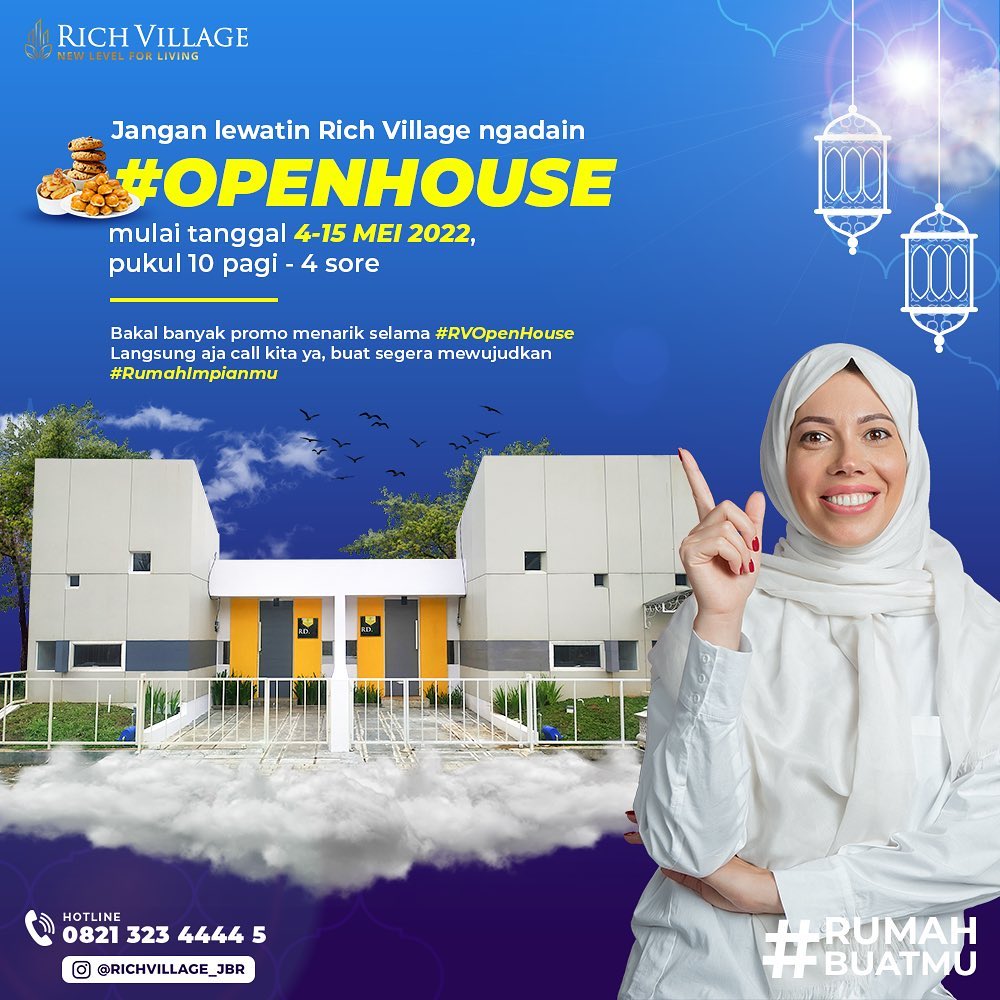 RICH VILLAGE
NEW LEVEL FOR LIVING
Jangan lewatin Rich Village ngadain
#OPENHOUSE
mulai tanggal 4-15 MEI 2022,
pukul 10 pagi - 4 sore
Bakal banyak promo menarik selama #RVOpenHouse
Langsung aja call kita ya, buat segera mewujudkan
#RumahImpianmu
RD.
RD.
HOTLINE
0821 323 4444 5
@RICHVILLAGE_JBR
#RUMAH
BUATMU